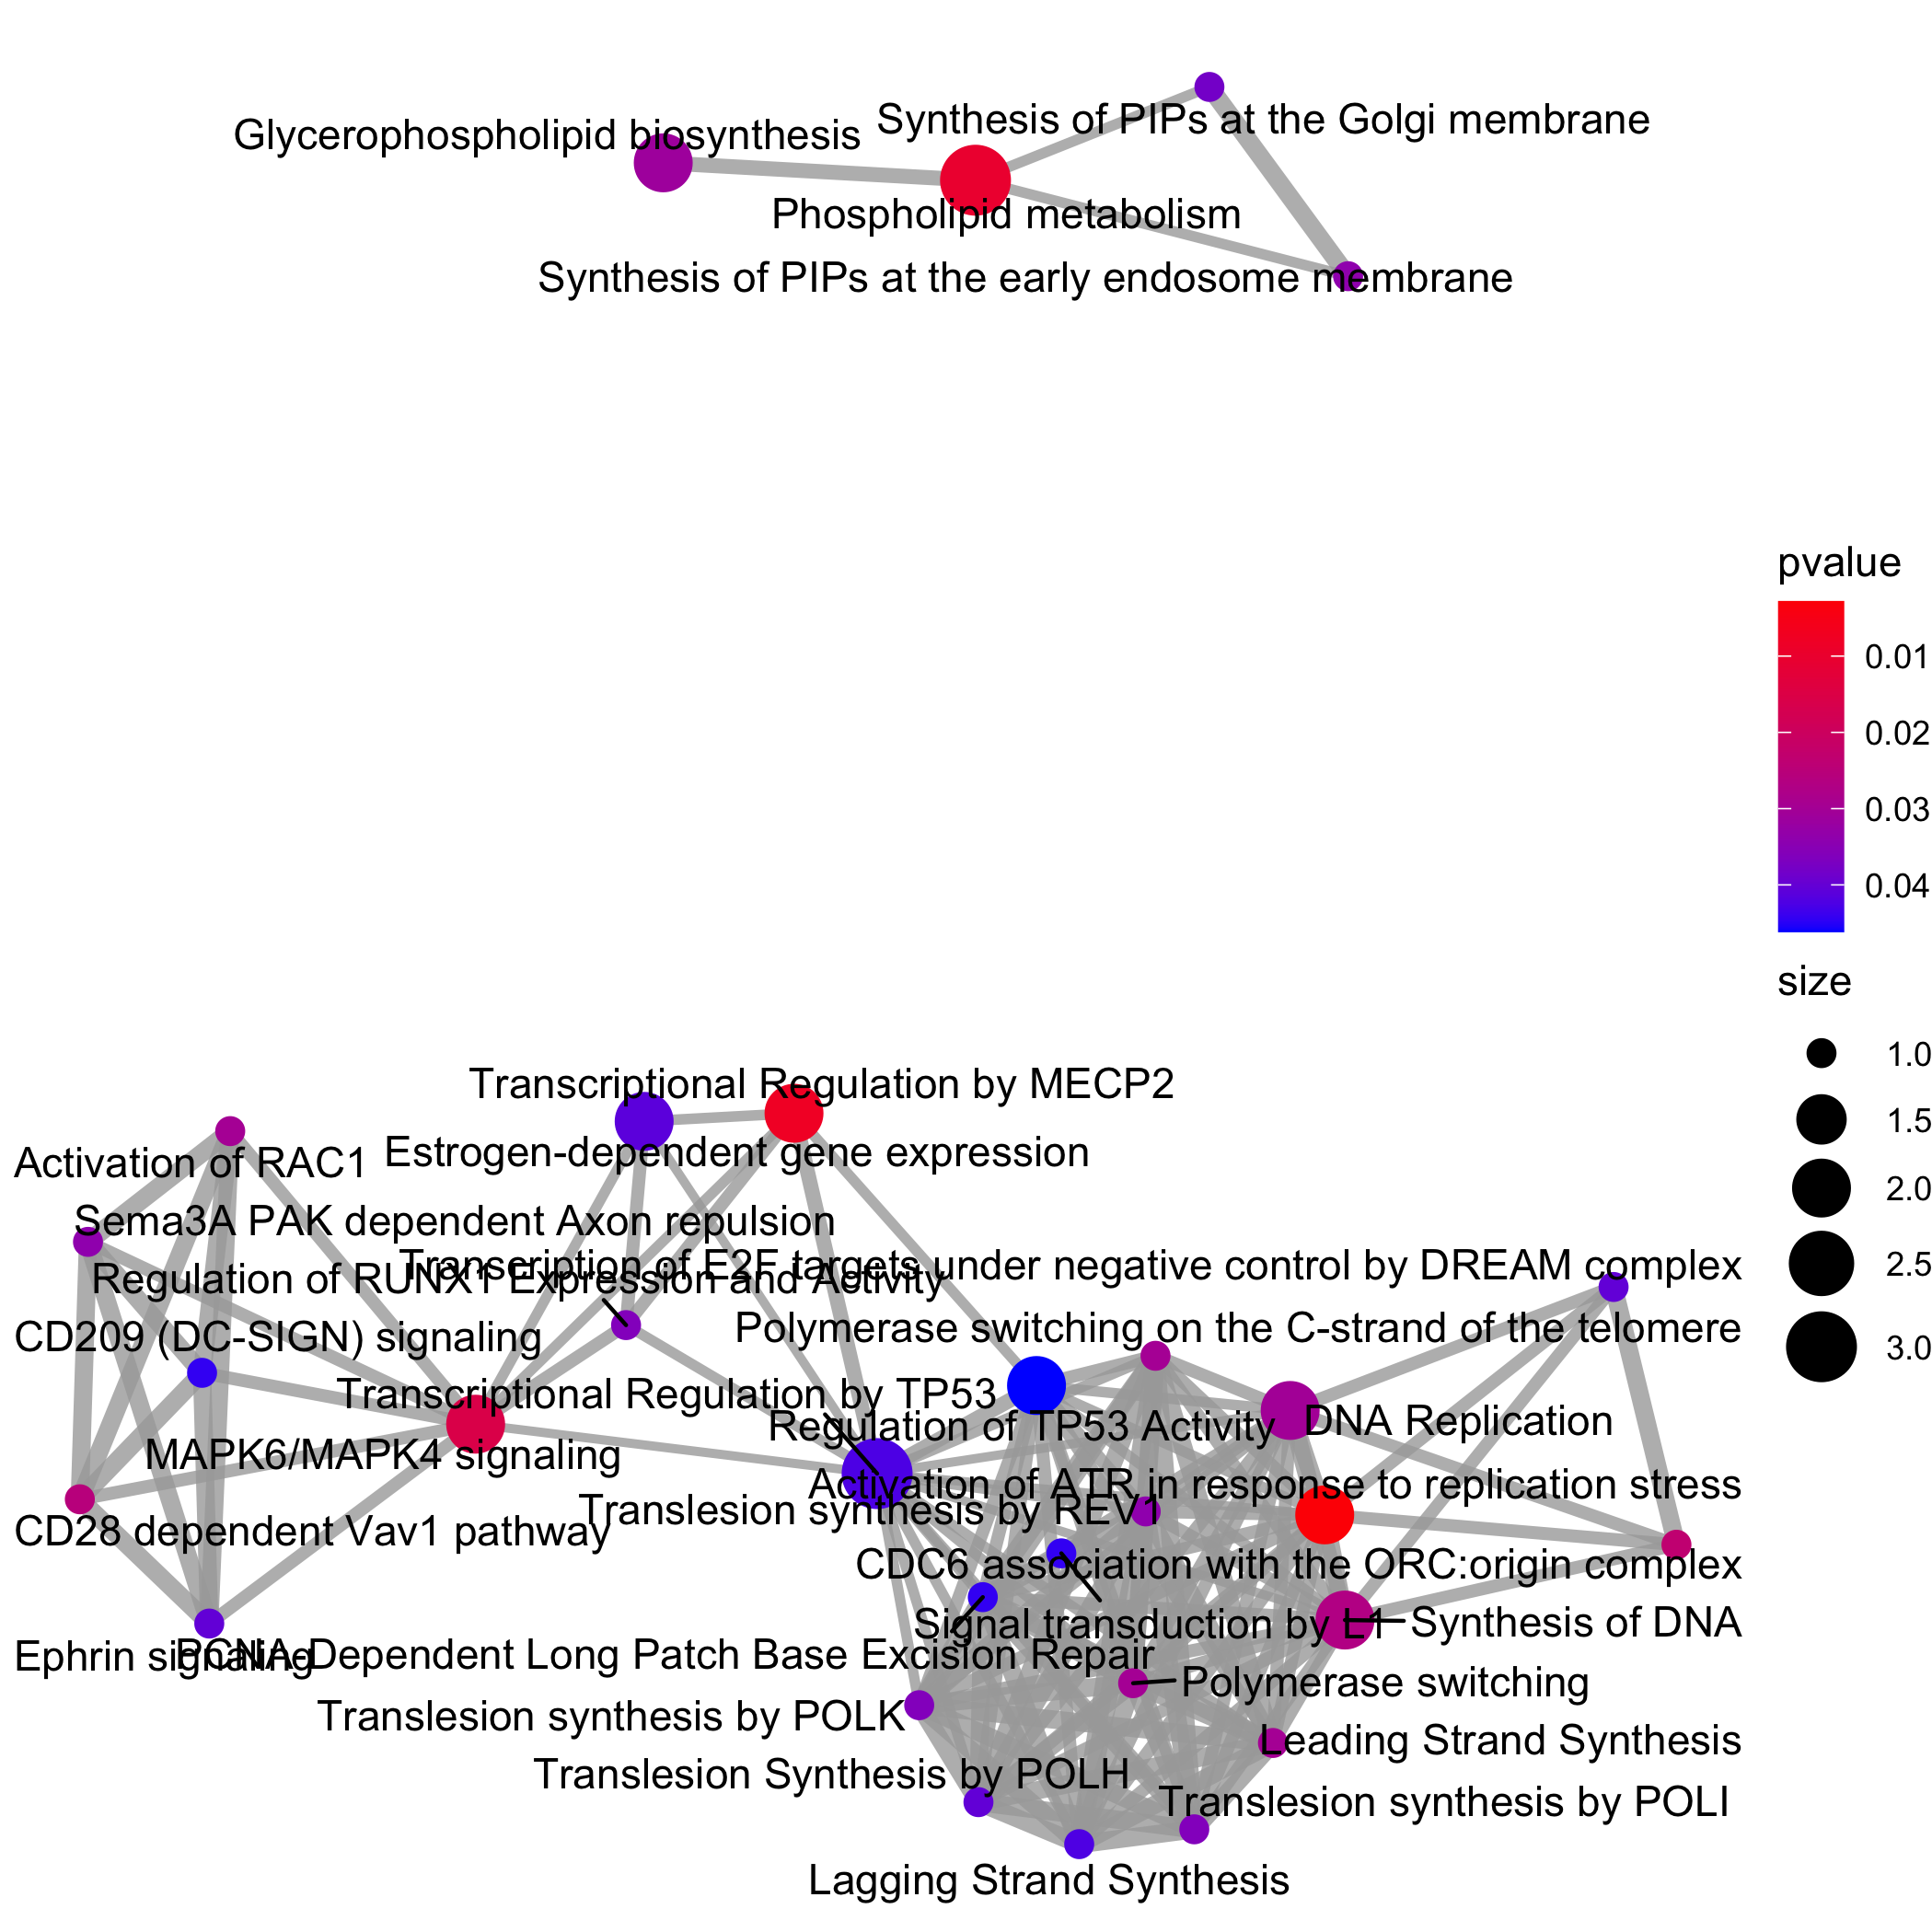 Synthesis of PIPs at the Golgi membrane
Glycerophospholipid biosynthesis
Phospholipid metabolism
Synthesis of PIPs at the early endosome membrane
pvalue
0.01
0.02
0.03
0.04
size
1.0
1.5
2.0
2.5
3.0
Transcriptional Regulation by MECP2
Estrogen-dependent gene expression
Activation of RAC1
Sema3A PAK dependent Axon repulsion
Transcription of E2F targets under negative control by DREAM complex
Regulation of RUNX1 Expression and Activity
Polymerase switching on the C-strand of the telomere
CD209 (DC-SIGN) signaling
Transcriptional Regulation by TP53
Regulation of TP53 Activity
DNA Replication
MAPK6/MAPK4 signaling
Activation of ATR in response to replication stress
Translesion synthesis by REV1
CD28 dependent Vav1 pathway
CDC6 association with the ORC:origin complex
Signal transduction by L1
Synthesis of DNA
Ephrin signaling
PCNA-Dependent Long Patch Base Excision Repair
Polymerase switching
Translesion synthesis by POLK
Leading Strand Synthesis
Translesion Synthesis by POLH
Translesion synthesis by POLI
Lagging Strand Synthesis